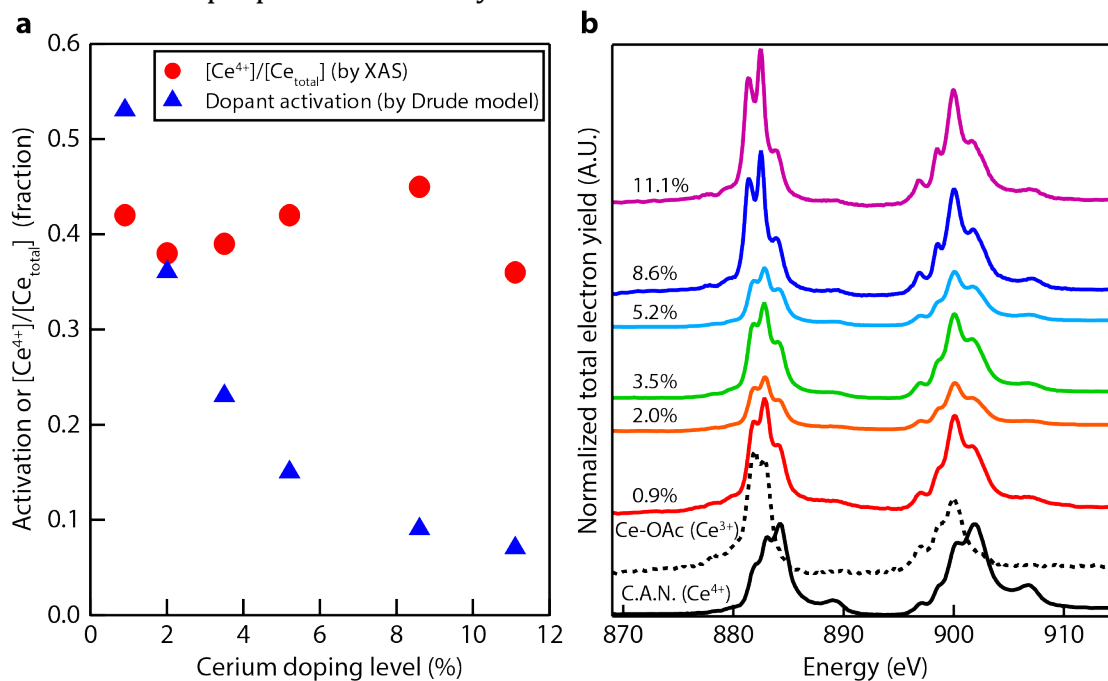 a
b
0.6
0.5
0.4
0.3
0.2
0.1
0.0
Activation or [Ce⁴⁺]/[Ce_total] (fraction)
[Ce⁴⁺]/[Ce_total] (by XAS)
Dopant activation (by Drude model)
0 2 4 6 8 10 12
Cerium doping level (%)
Normalized total electron yield (A.U.)
11.1%
8.6%
5.2%
3.5%
2.0%
0.9%
Ce-OAc (Ce³⁺)
C.A.N. (Ce⁴⁺)
870 880 890 900 910
Energy (eV)